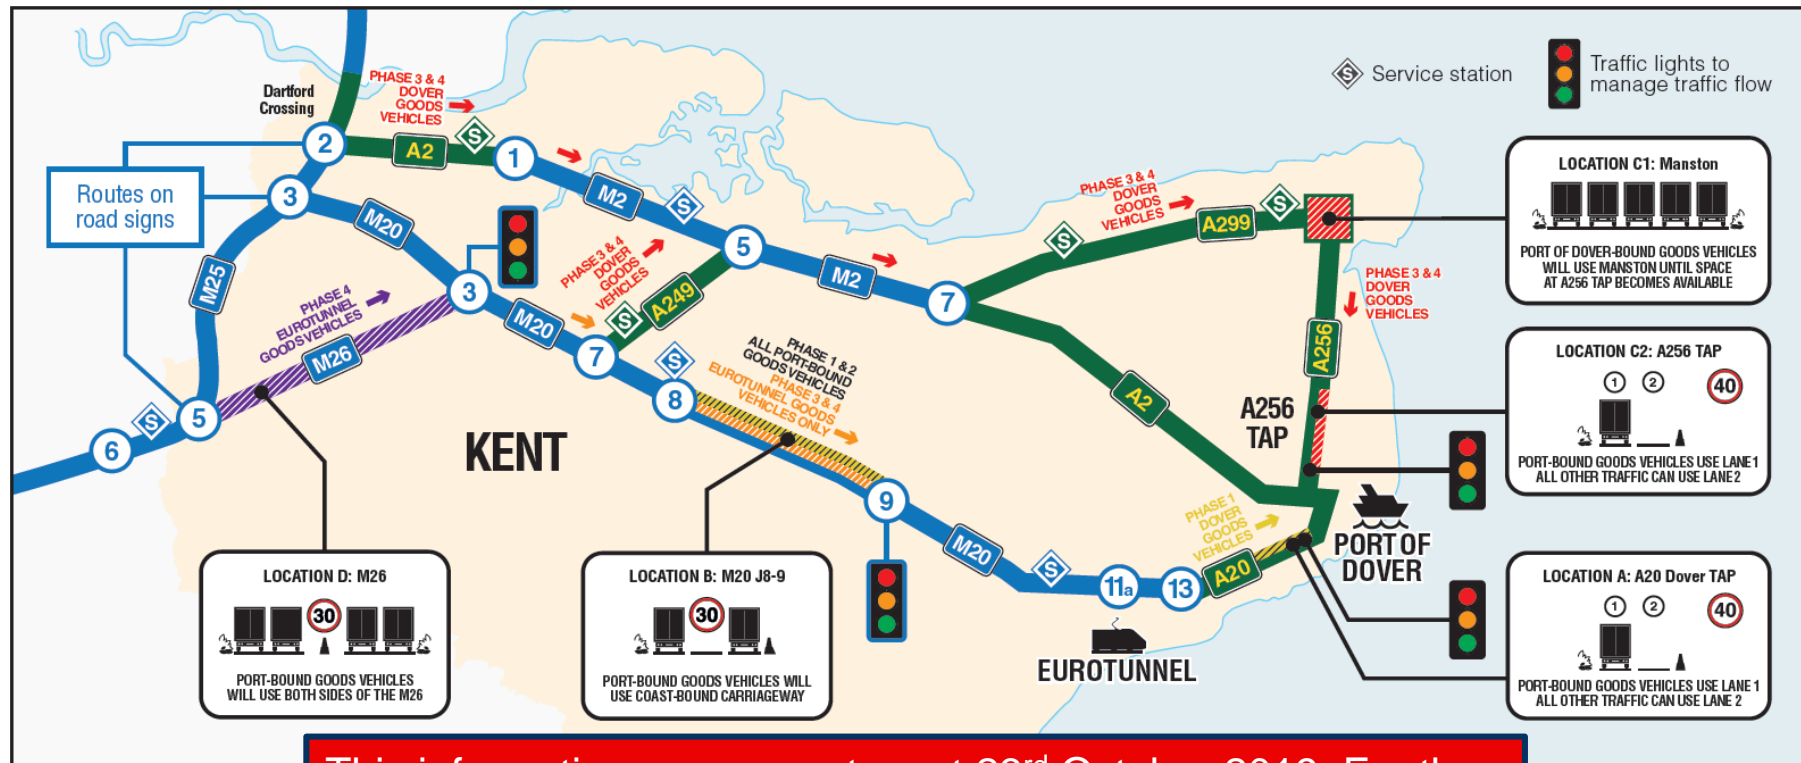 Dartford
Crossing
PHASE 3 & 4
DOVER
GOODS
VEHICLES
Service station
Traffic lights to
manage traffic flow
Routes on
road signs
2
A2
1
3
M20
M2
5
M2
7
A299
PHASE 3 & 4
DOVER
GOODS
VEHICLES
PHASE 3 & 4
DOVER
GOODS
VEHICLES
A249
M25
PHASE 4
EUROTUNNEL
GOODS VEHICLES
M26
3
M20
7
8
PHASE 1 & 2
ALL PORT-BOUND
GOODS VEHICLES
PHASE 3 & 4
EUROTUNNEL GOODS
VEHICLES ONLY
PHASE 3 & 4
DOVER
GOODS
VEHICLES
A256
A2
A256
TAP
5
6
KENT
9
M20
11a
13
A20
PHASE 1
DOVER
GOODS
VEHICLES
PORT OF
DOVER
EUROTUNNEL
S
S
S
S
S
S
S
S
S
LOCATION C1: Manston
PORT OF DOVER-BOUND GOODS VEHICLES
WILL USE MANSTON UNTIL SPACE
AT A256 TAP BECOMES AVAILABLE
LOCATION C2: A256 TAP
1 2 40
PORT-BOUND GOODS VEHICLES USE LANE 1
ALL OTHER TRAFFIC CAN USE LANE 2
LOCATION A: A20 Dover TAP
1 2 40
PORT-BOUND GOODS VEHICLES USE LANE 1
ALL OTHER TRAFFIC CAN USE LANE 2
LOCATION D: M26
30
PORT-BOUND GOODS VEHICLES
WILL USE BOTH SIDES OF THE M26
LOCATION B: M20 J8-9
30
PORT-BOUND GOODS VEHICLES WILL
USE COAST-BOUND CARRIAGEWAY
This information